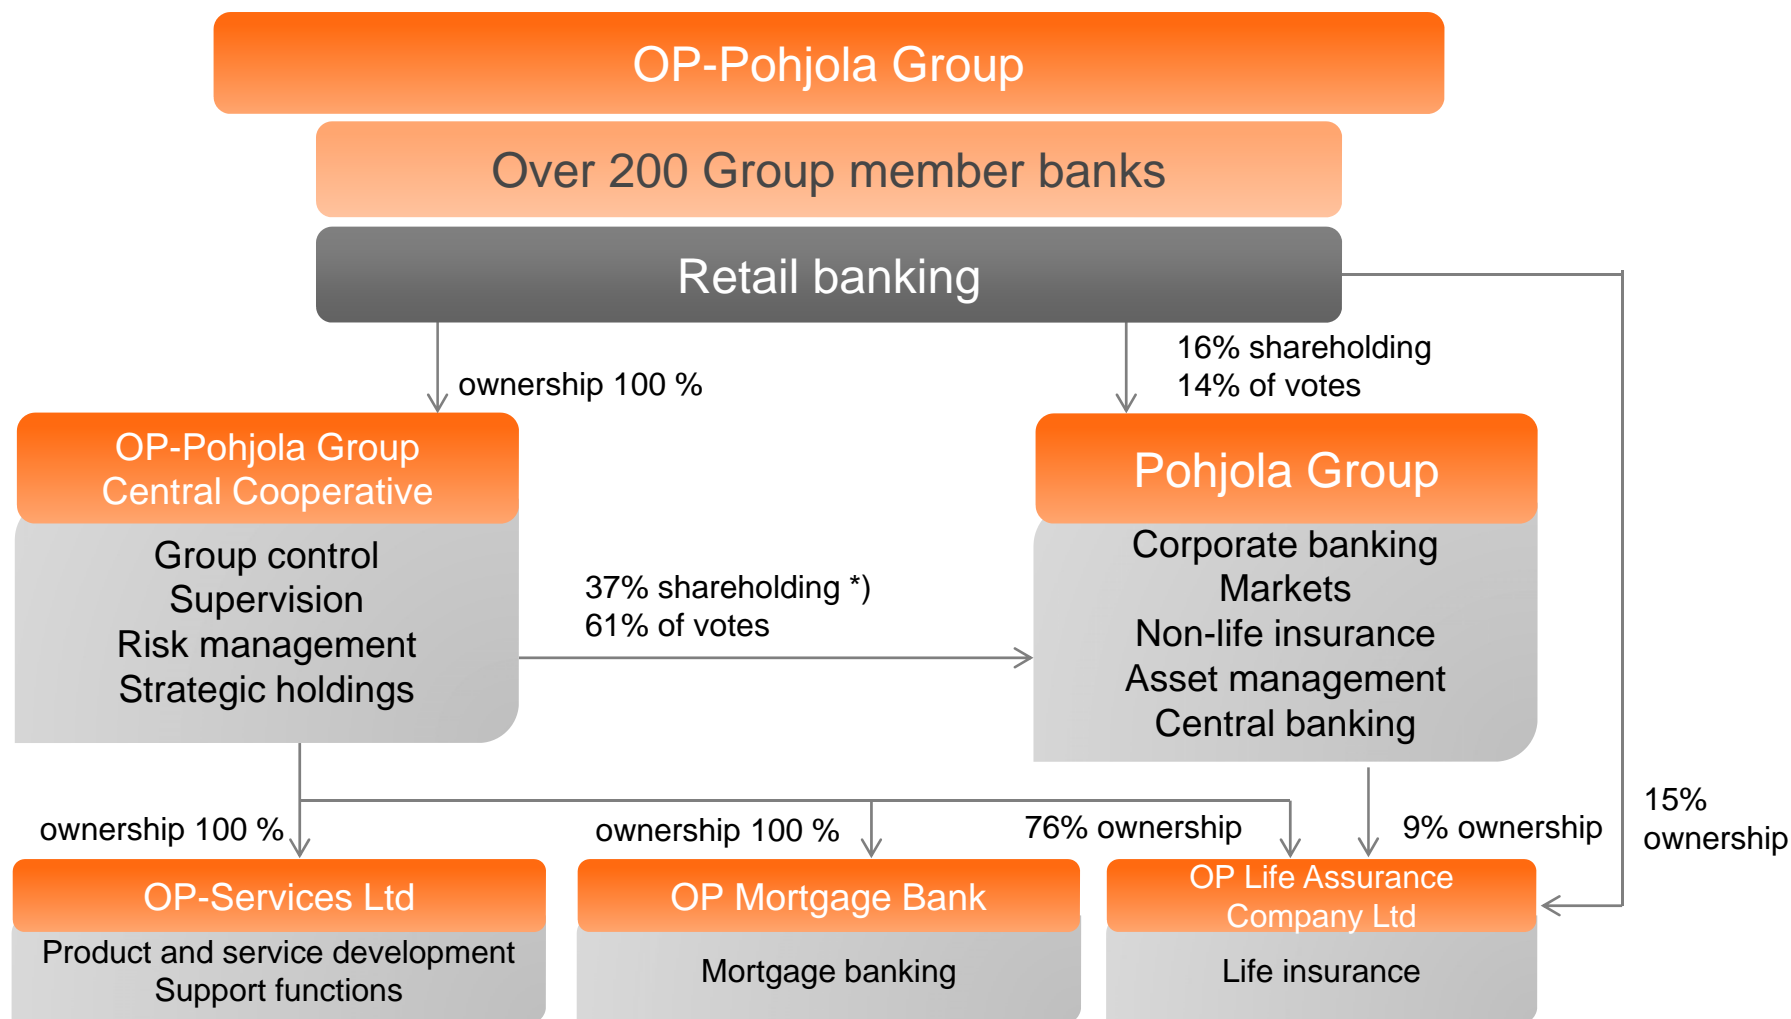 OP-Pohjola Group
Over 200 Group member banks
Retail banking
ownership 100 %
16% shareholding
14% of votes
OP-Pohjola Group
Central Cooperative
Group control
Supervision
Risk management
Strategic holdings
37% shareholding *)
61% of votes
Pohjola Group
Corporate banking
Markets
Non-life insurance
Asset management
Central banking
ownership 100 %
ownership 100 %
76% ownership
9% ownership
15%
ownership
OP-Services Ltd
Product and service development
Support functions
OP Mortgage Bank
Mortgage banking
OP Life Assurance
Company Ltd
Life insurance